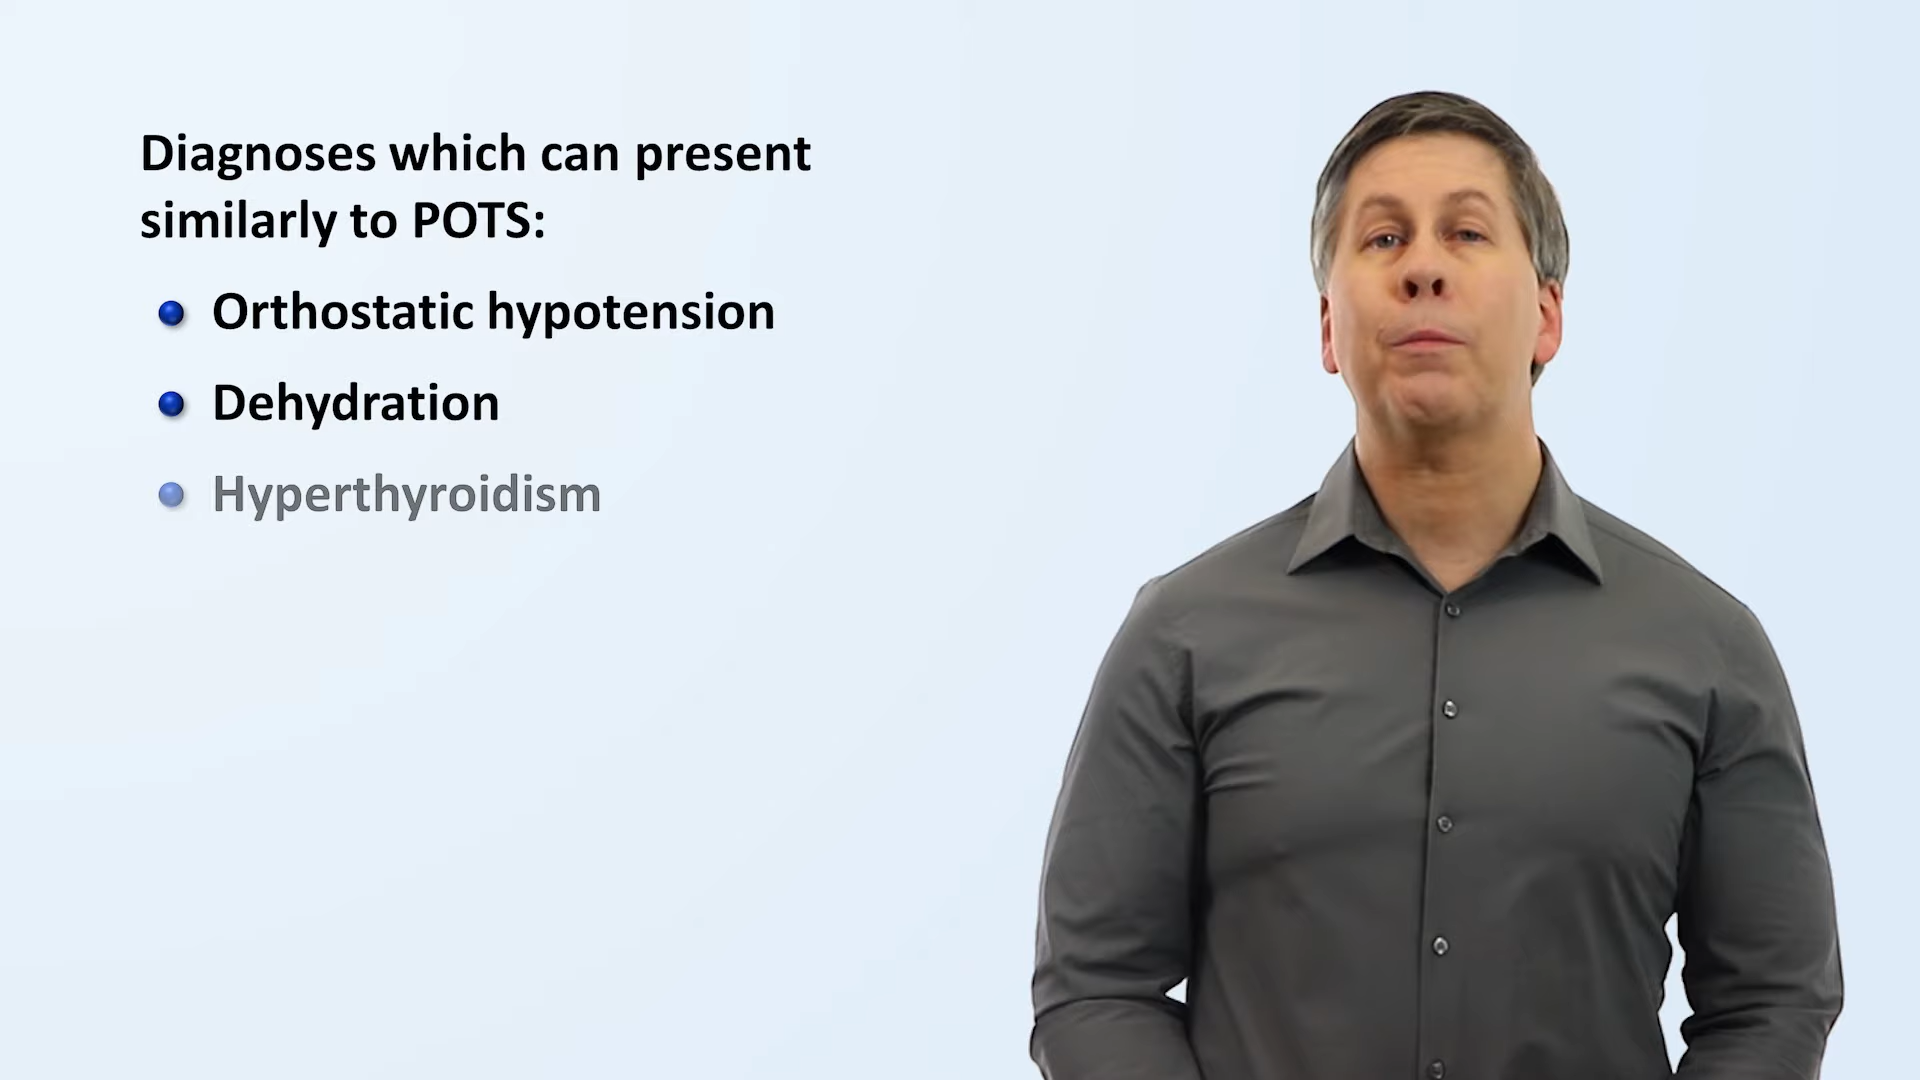 Diagnoses which can present
similarly to POTS:
Orthostatic hypotension
Dehydration
Hyperthyroidism